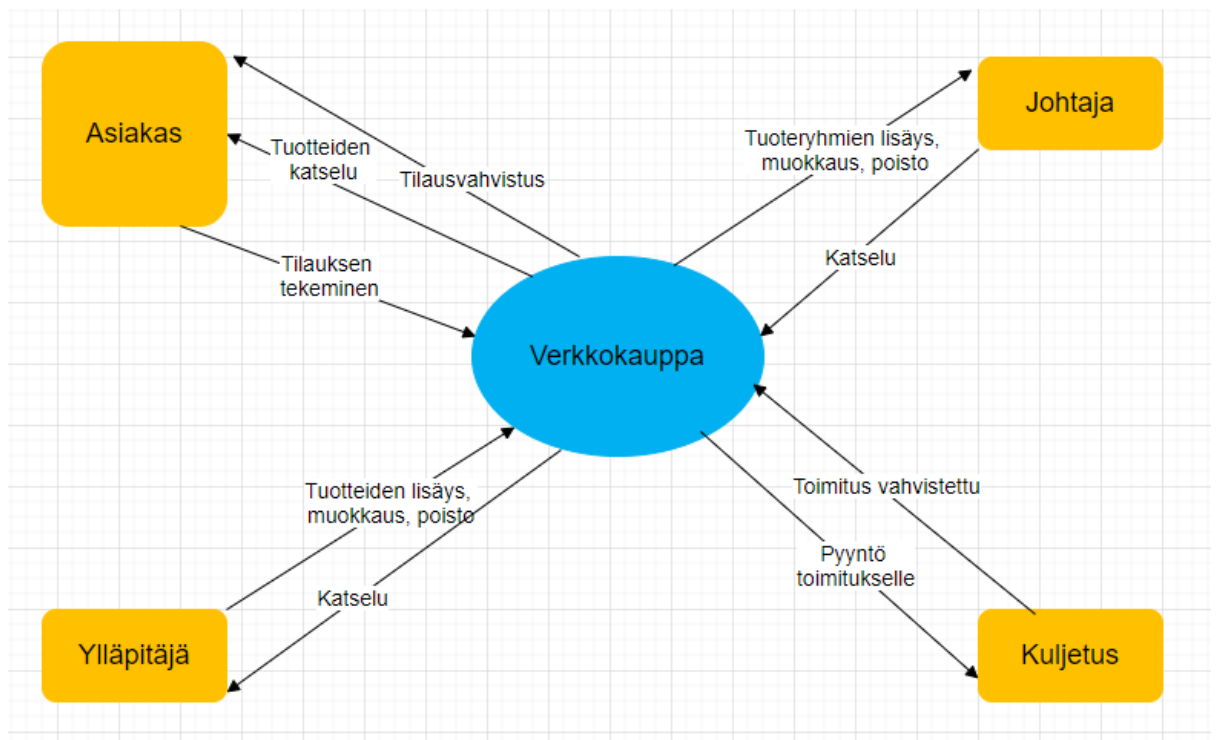 Asiakas
Johtaja
Tuotteiden
katselu
Tilausvahvistus
Tuoteryhmien lisäys,
muokkaus, poisto
Tilauksen
tekeminen
Katselu
Verkkokauppa
Tuotteiden lisäys,
muokkaus, poisto
Toimitus vahvistettu
Katselu
Pyyntö
toimitukselle
Ylläpitäjä
Kuljetus